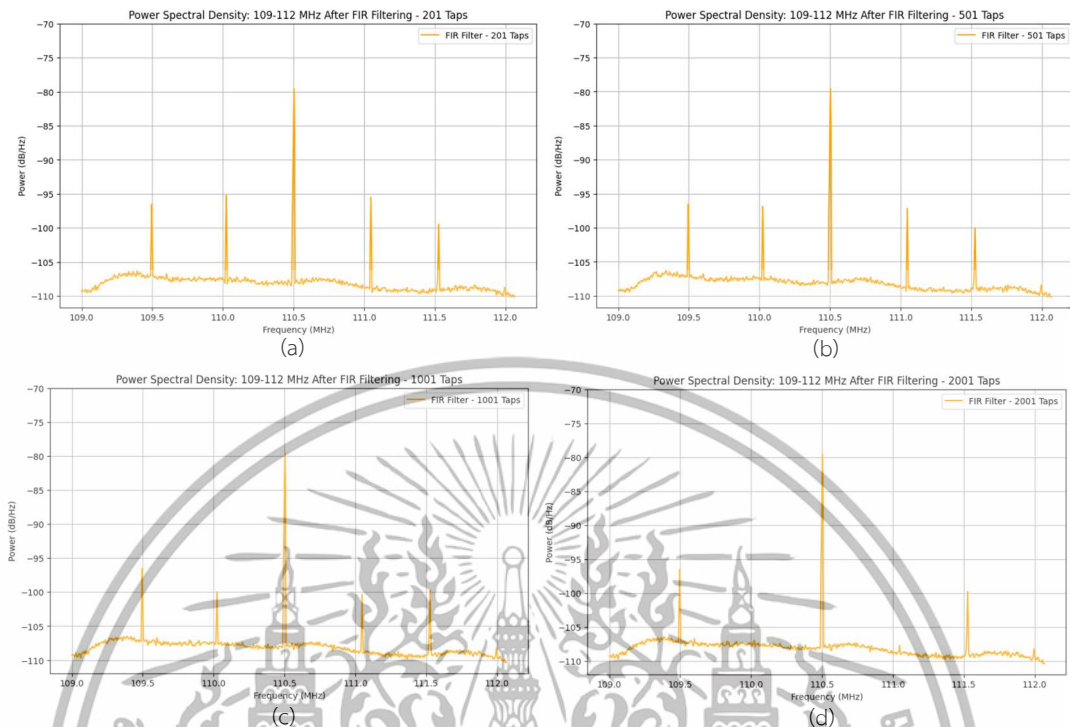 Power Spectral Density: 109-112 MHz After FIR Filtering - 201 Taps
FIR Filter - 201 Taps
Power (dB/Hz)
−70
−75
−80
−85
−90
−95
−100
−105
−110
109.0 109.5 110.0 110.5 111.0 111.5 112.0
Frequency (MHz)
(a)
Power Spectral Density: 109-112 MHz After FIR Filtering - 501 Taps
FIR Filter - 501 Taps
Power (dB/Hz)
−70
−75
−80
−85
−90
−95
−100
−105
−110
109.0 109.5 110.0 110.5 111.0 111.5 112.0
Frequency (MHz)
(b)
Power Spectral Density: 109-112 MHz After FIR Filtering - 1001 Taps
FIR Filter - 1001 Taps
Power (dB/Hz)
−70
−75
−80
−85
−90
−95
−100
−105
−110
109.0 109.5 110.0 110.5 111.0 111.5 112.0
Frequency (MHz)
(c)
Power Spectral Density: 109-112 MHz After FIR Filtering - 2001 Taps
FIR Filter - 2001 Taps
Power (dB/Hz)
−70
−75
−80
−85
−90
−95
−100
−105
−110
109.0 109.5 110.0 110.5 111.0 111.5 112.0
Frequency (MHz)
(d)